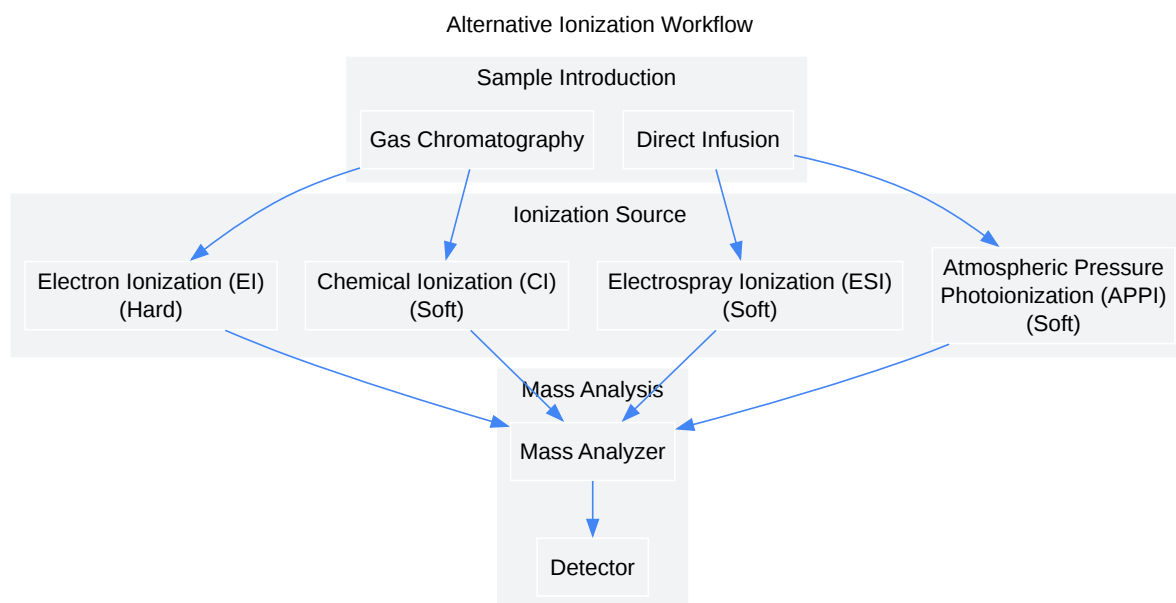 Alternative Ionization Workflow
Sample Introduction
Gas Chromatography
Direct Infusion
Ionization Source
Electron Ionization (EI)
(Hard)
Chemical Ionization (CI)
(Soft)
Electrospray Ionization (ESI)
(Soft)
Atmospheric Pressure
Photoionization (APPI)
(Soft)
Mass Analysis
Mass Analyzer
Detector